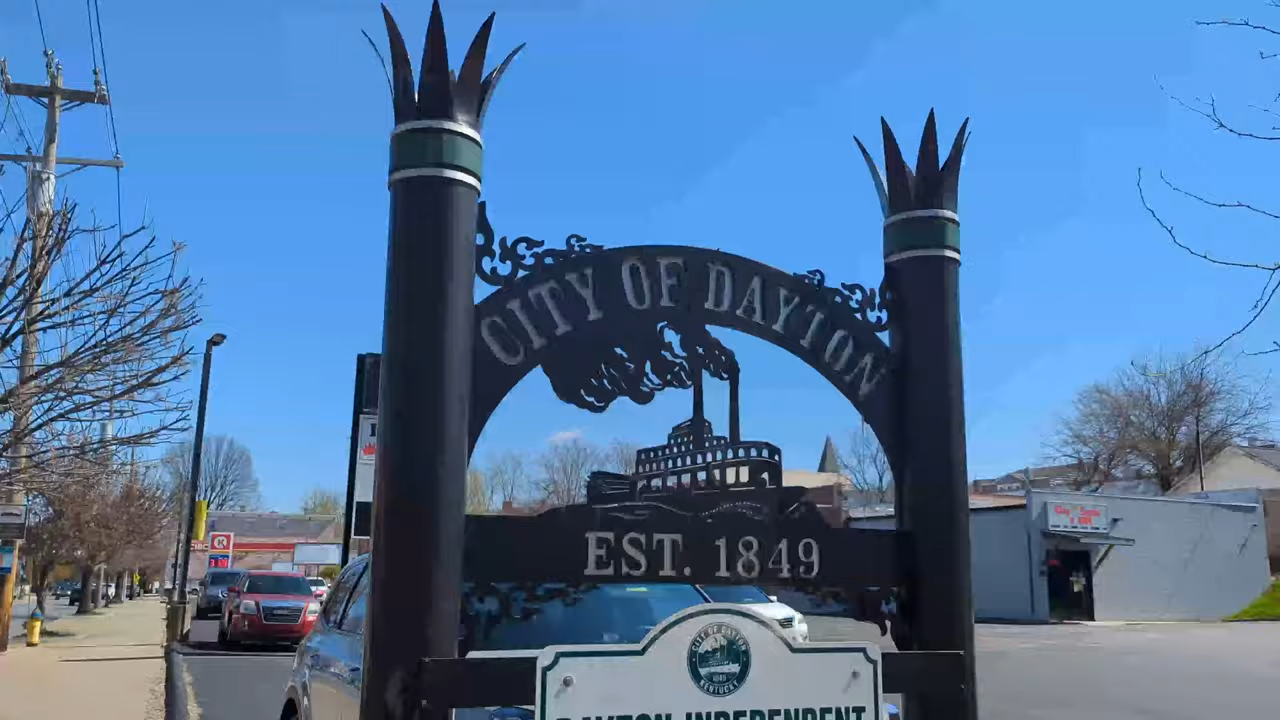 CITY OF DAYTON
EST. 1849
CITY OF DAYTON
1849
KENTUCKY
DAYTON INDEPENDENT
K